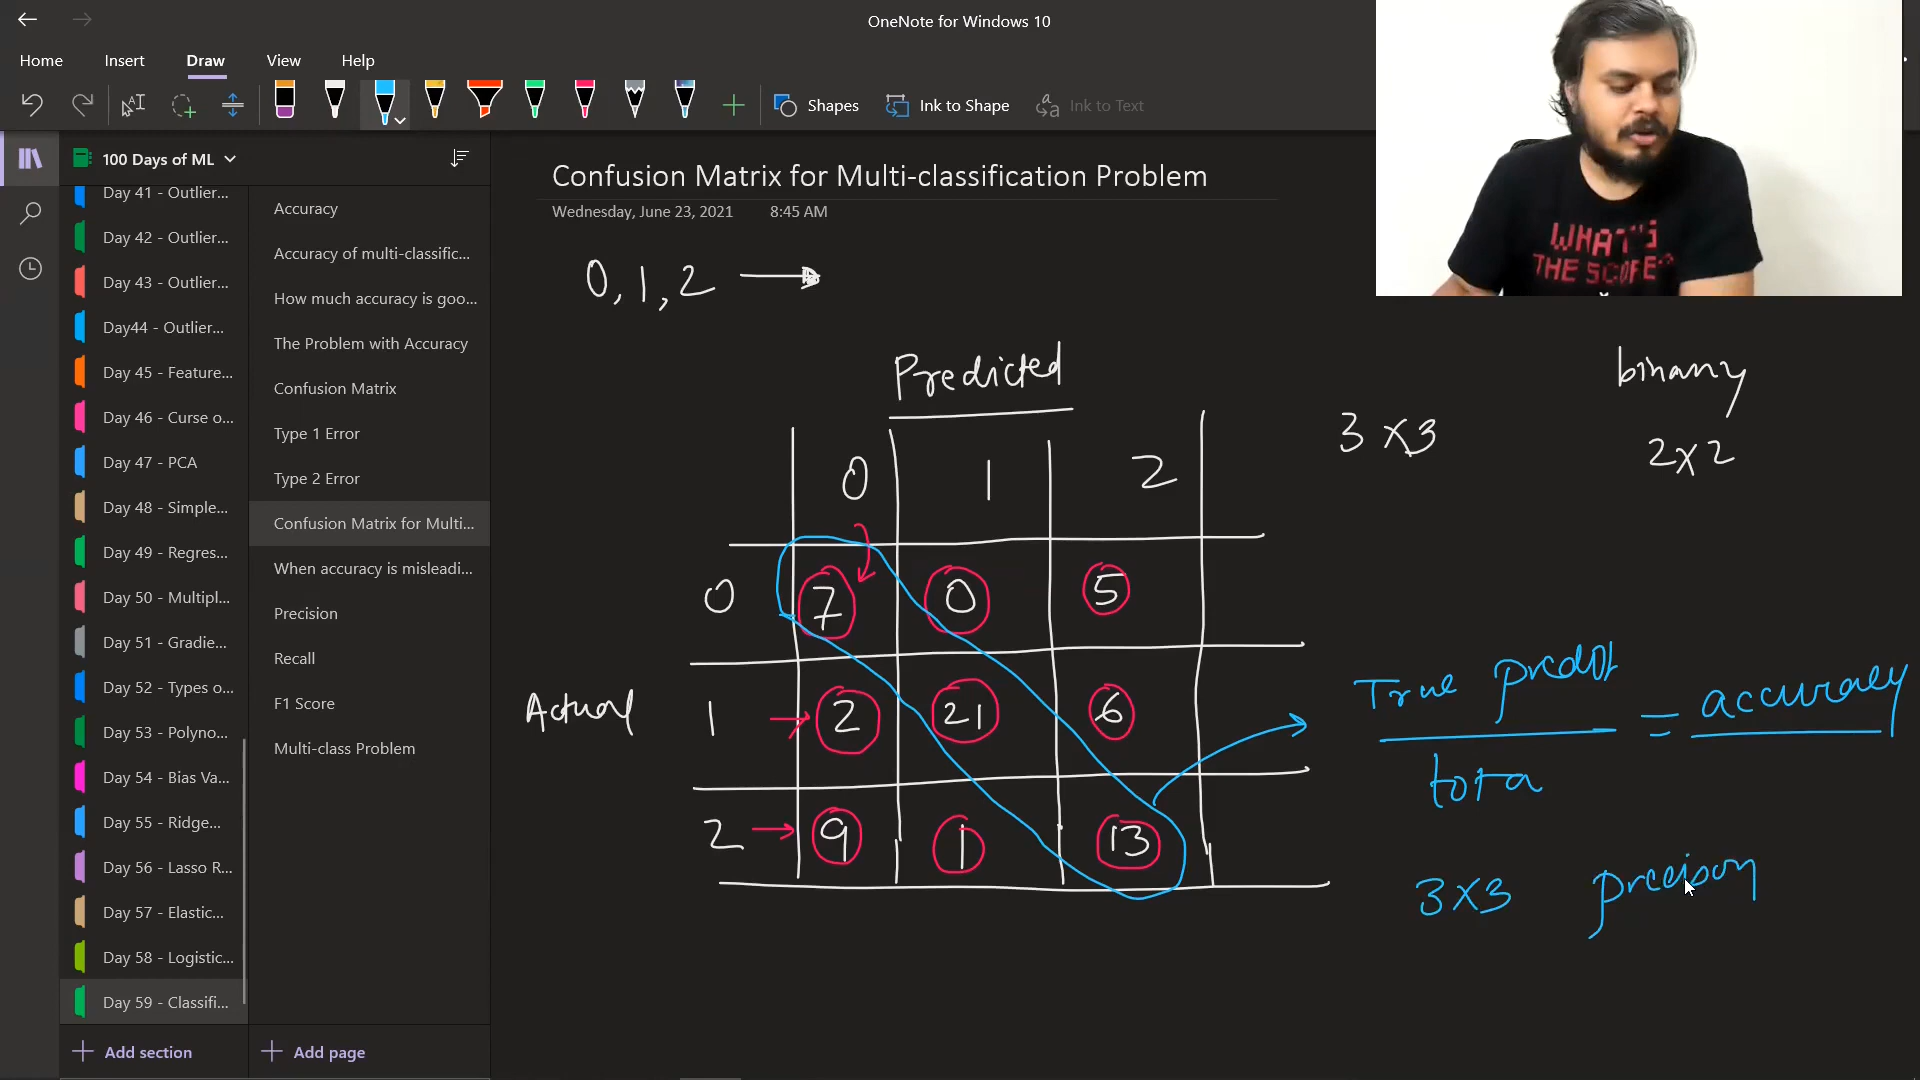 OneNote for Windows 10
Home Insert Draw View Help
Shapes Ink to Shape Ink to Text
100 Days of ML
Day 41 - Outlier...
Day 42 - Outlier...
Day 43 - Outlier...
Day44 - Outlier...
Day 45 - Feature...
Day 46 - Curse o...
Day 47 - PCA
Day 48 - Simple...
Day 49 - Regres...
Day 50 - Multipl...
Day 51 - Gradie...
Day 52 - Types o...
Day 53 - Polyno...
Day 54 - Bias Va...
Day 55 - Ridge...
Day 56 - Lasso R...
Day 57 - Elastic...
Day 58 - Logistic...
Day 59 - Classifi...
Add section
Accuracy
Accuracy of multi-classific...
How much accuracy is goo...
The Problem with Accuracy
Confusion Matrix
Type 1 Error
Type 2 Error
Confusion Matrix for Multi...
When accuracy is misleadi...
Precision
Recall
F1 Score
Multi-class Problem
Add page
Confusion Matrix for Multi-classification Problem
Wednesday, June 23, 2021 8:45 AM
0, 1, 2
Predicted
0 1 2
0 7 0 5
Actual 1 2 21 6
2 9 1 13
3 x 3
binary
2x2
= accuracy
3x3
WHAT'S
THE SCOPE